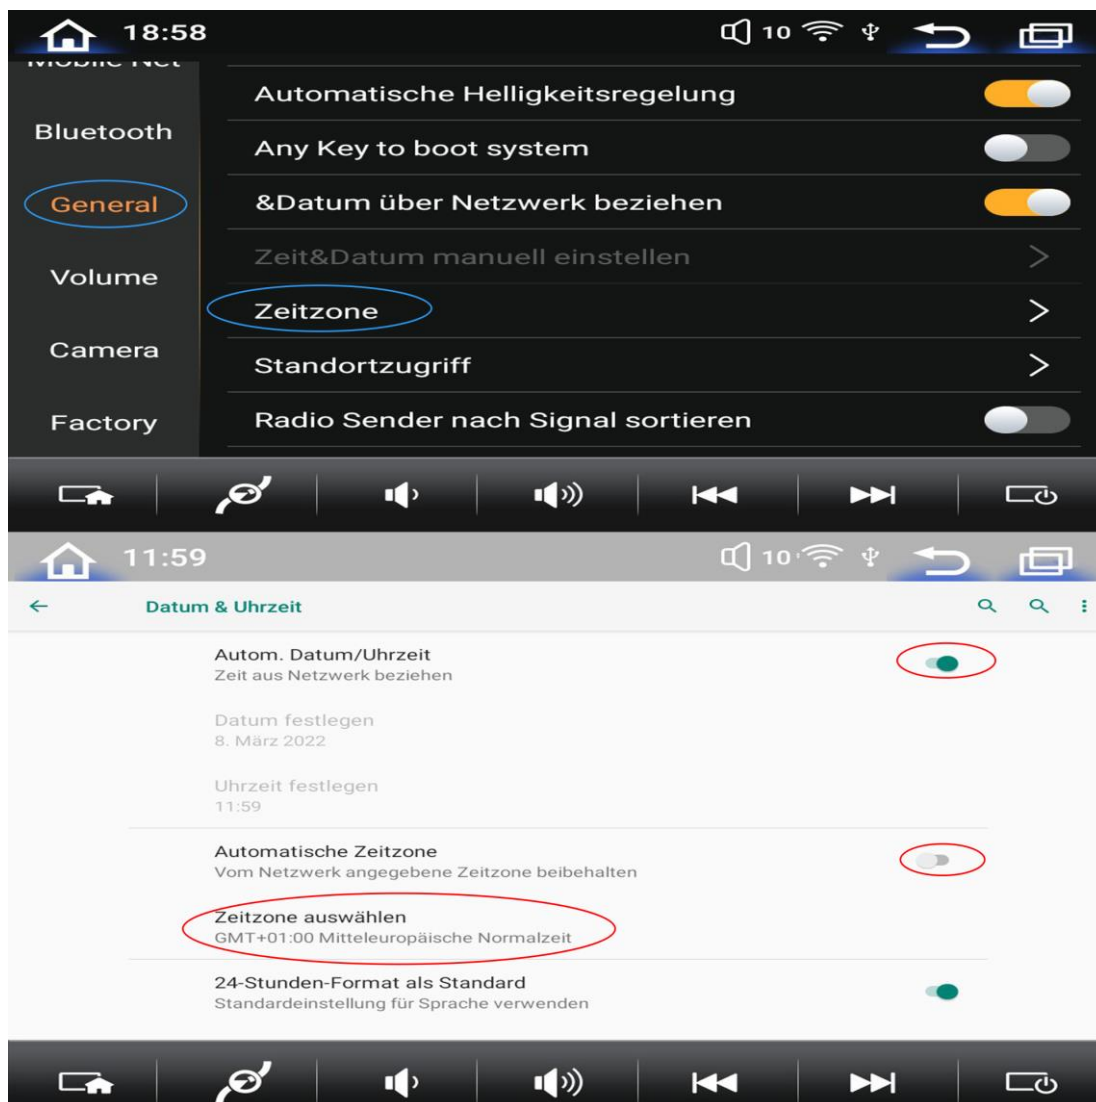 18:58
10
Mobile Net
Bluetooth
General
Volume
Camera
Factory
Automatische Helligkeitsregelung
Any Key to boot system
&Datum über Netzwerk beziehen
Zeit&Datum manuell einstellen
Zeitzone
Standortzugriff
Radio Sender nach Signal sortieren
11:59
10
Datum & Uhrzeit
Autom. Datum/Uhrzeit
Zeit aus Netzwerk beziehen
Datum festlegen
8. März 2022
Uhrzeit festlegen
11:59
Automatische Zeitzone
Vom Netzwerk angegebene Zeitzone beibehalten
Zeitzone auswählen
GMT+01:00 Mitteleuropäische Normalzeit
24-Stunden-Format als Standard
Standardeinstellung für Sprache verwenden